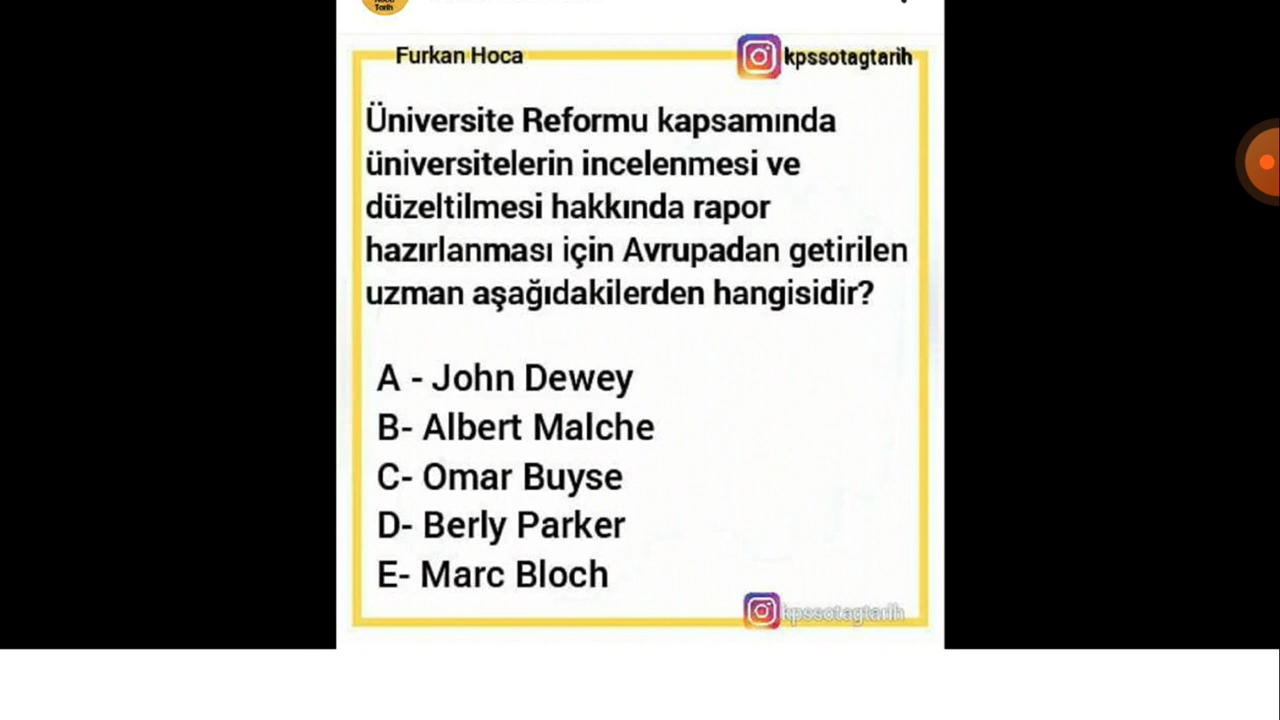 Tarih
Furkan Hoca
kpssotagtarih
Üniversite Reformu kapsamında
üniversitelerin incelenmesi ve
düzeltilmesi hakkında rapor
hazırlanması için Avrupadan getirilen
uzman aşağıdakilerden hangisidir?
A - John Dewey
B- Albert Malche
C- Omar Buyse
D- Berly Parker
E- Marc Bloch
kpssotagtarih